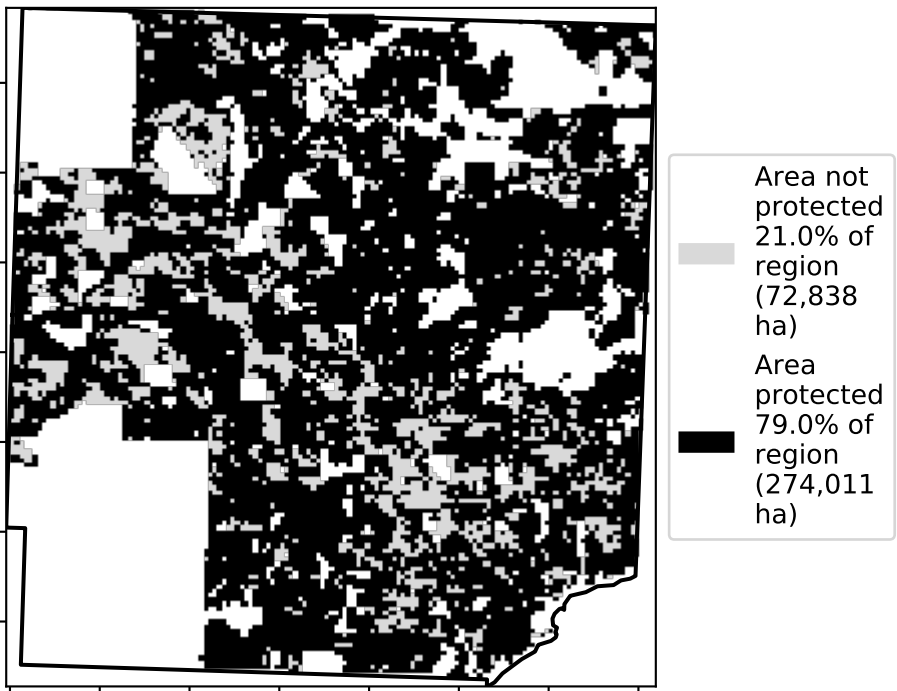 Area not
protected
21.0% of
region
(72,838
ha)
Area
protected
79.0% of
region
(274,011
ha)